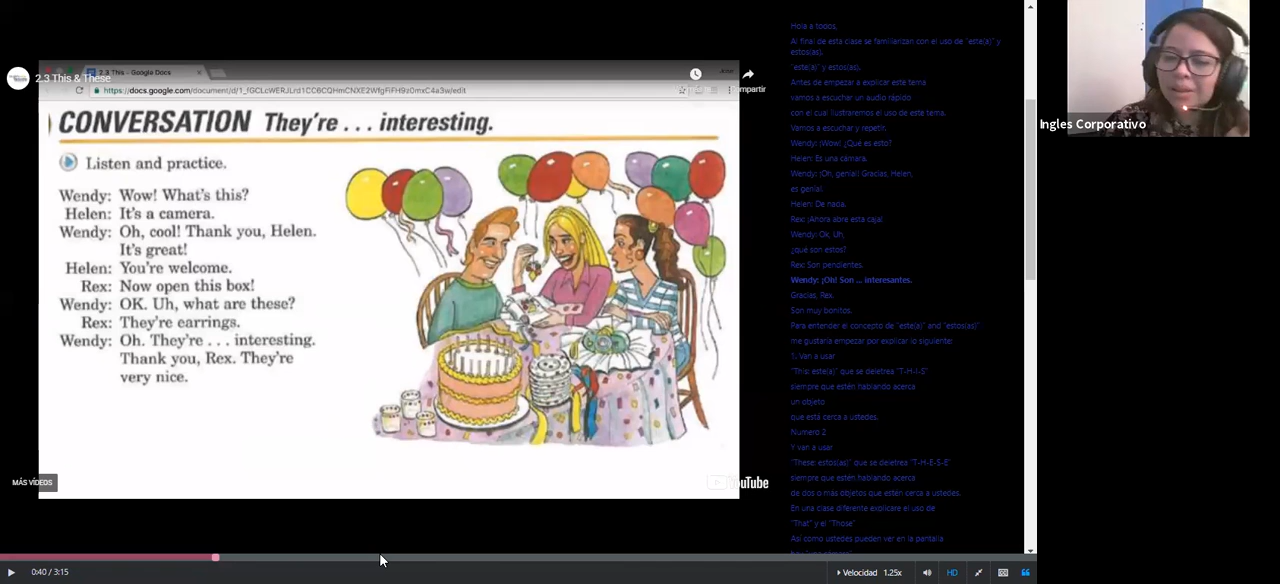 2.3 This - Google Docs
2.3 This & These
Compartir
https://docs.google.com/document/d/1_fGCLcWERJLrd1CC6CQHmCNXE2WfgFiFH9z0mxC4a3w/edit
CONVERSATION They're . . . interesting.
Listen and practice.
Wendy: Wow! What's this?
Helen: It's a camera.
Wendy: Oh, cool! Thank you, Helen.
It's great!
Helen: You're welcome.
Rex: Now open this box!
Wendy: OK. Uh, what are these?
Rex: They're earrings.
Wendy: Oh. They're . . . interesting.
Thank you, Rex. They're
very nice.
MÁS VÍDEOS
YouTube
Hola a todos,
Al final de esta clase se familiarizan con el uso de "este(a)" y
estos(as).
"este(a)" y estos(as).
Antes de empezar a explicar este tema
vamos a escuchar un audio rápido
con el cual ilustraremos el uso de este tema.
Vamos a escuchar y repetir.
Wendy: ¡Wow! ¿Qué es esto?
Helen: Es una cámara.
Wendy: ¡Oh, genial! Gracias, Helen,
es genial.
Helen: De nada.
Rex: ¡Ahora abre esta caja!
Wendy: Ok, Uh,
¿qué son estos?
Rex: Son pendientes.
Wendy: ¡Oh! Son ... interesantes.
Gracias, Rex.
Son muy bonitos.
Para entender el concepto de "este(a)" and "estos(as)"
me gustaría empezar por explicar lo siguiente:
1. Van a usar
"This: este(a)" que se deletrea "T-H-I-S"
siempre que estén hablando acerca
un objeto
que está cerca a ustedes.
Numero 2
Y van a usar
"These: estos(as)" que se deletrea "T-H-E-S-E"
siempre que estén hablando acerca
de dos o más objetos que estén cerca a ustedes.
En una clase diferente explicare el uso de
"That" y el "Those"
Así como ustedes pueden ver en la pantalla
Ingles Corporativo
0:40 / 3:15
Velocidad 1.25x
HD